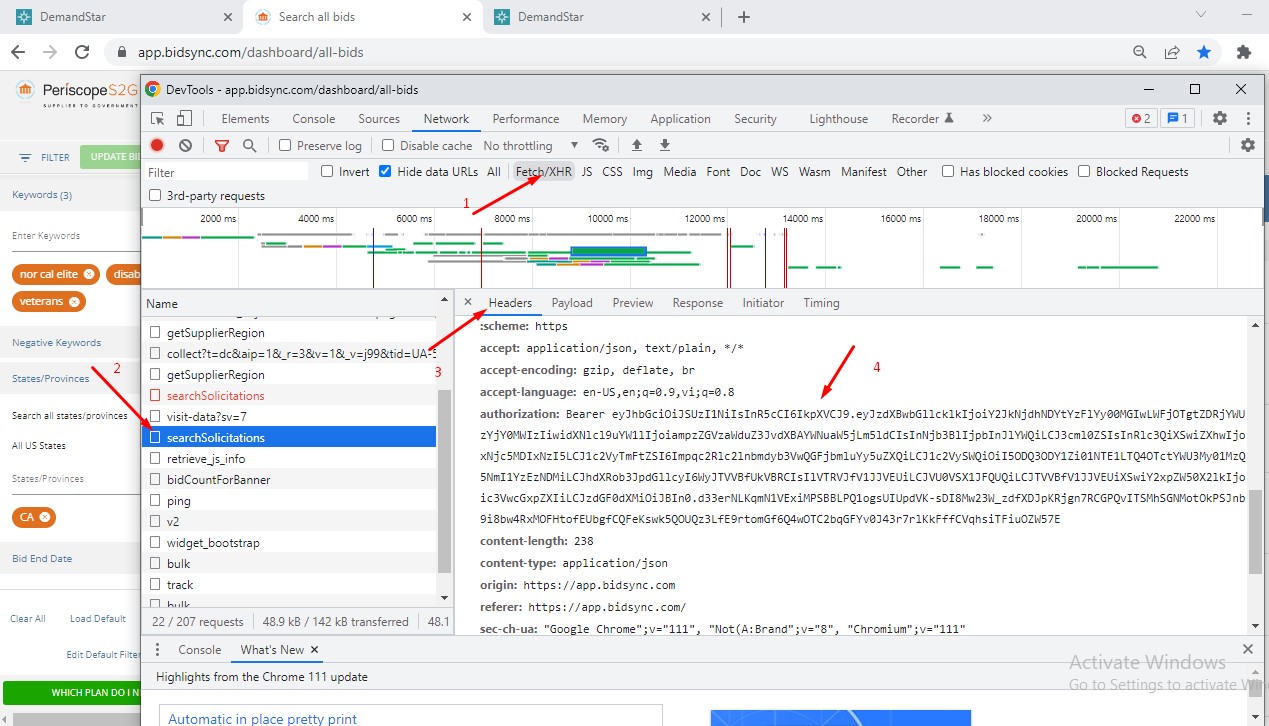 DemandStar
Search all bids
DemandStar
app.bidsync.com/dashboard/all-bids
PeriscopeS2G
SUPPLIER TO GOVERNMENT
FILTER
UPDATE BI
Keywords (3)
Enter Keywords
nor cal elite
disab
veterans
Negative Keywords
States/Provinces
Search all states/provinces
All US States
States/Provinces
CA
Bid End Date
Clear All Load Default
Edit Default Filter
WHICH PLAN DO I N
DevTools - app.bidsync.com/dashboard/all-bids
Elements Console Sources Network Performance Memory Application Security Lighthouse Recorder
2 1
Preserve log Disable cache No throttling
Filter Invert Hide data URLs All Fetch/XHR JS CSS Img Media Font Doc WS Wasm Manifest Other Has blocked cookies Blocked Requests
3rd-party requests
1
2000 ms 4000 ms 6000 ms 8000 ms 10000 ms 12000 ms 14000 ms 16000 ms 18000 ms 20000 ms 22000 ms
Name
getSupplierRegion
collect?t=dc&aip=1&_r=3&v=1&_v=j99&tid=UA-5
getSupplierRegion
searchSolicitations
visit-data?sv=7
searchSolicitations
retrieve_js_info
bidCountForBanner
ping
v2
widget_bootstrap
bulk
track
bulk
2
3
22 / 207 requests 48.9 kB / 142 kB transferred 48.1
Headers Payload Preview Response Initiator Timing
:scheme: https
accept: application/json, text/plain, */*
accept-encoding: gzip, deflate, br
accept-language: en-US,en;q=0.9,vi;q=0.8
4
authorization: Bearer
content-length: 238
content-type: application/json
origin: https://app.bidsync.com
referer: https://app.bidsync.com/
sec-ch-ua: "Google Chrome";v="111", "Not(A:Brand";v="8", "Chromium";v="111"
Console What's New
Highlights from the Chrome 111 update
Automatic in place pretty print
Activate Windows
Go to Settings to activate Win